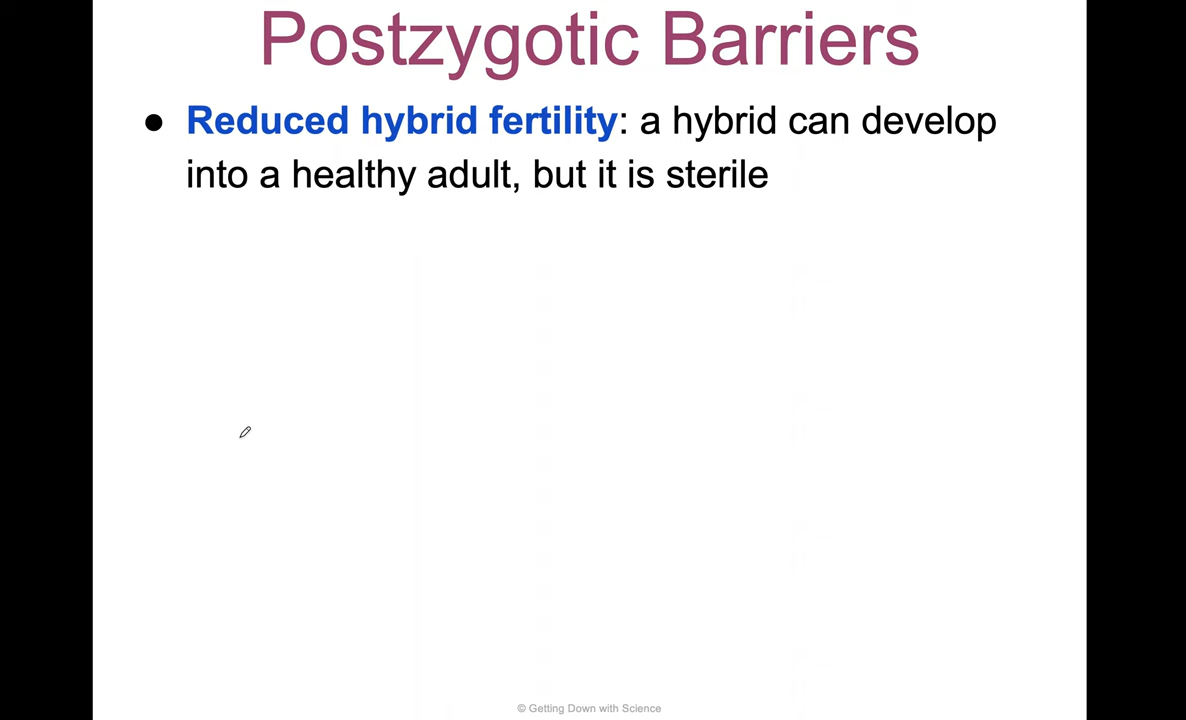 Postzygotic Barriers
● Reduced hybrid fertility: a hybrid can develop
into a healthy adult, but it is sterile
© Getting Down with Science